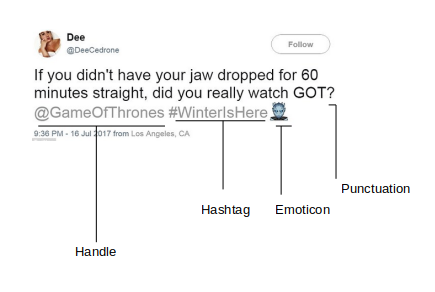 Dee
@DeeCedrone
Follow
If you didn't have your jaw dropped for 60
minutes straight, did you really watch GOT?
@GameOfThrones #WinterIsHere
9:36 PM - 16 Jul 2017 from Los Angeles, CA
Punctuation
Hashtag
Emoticon
Handle